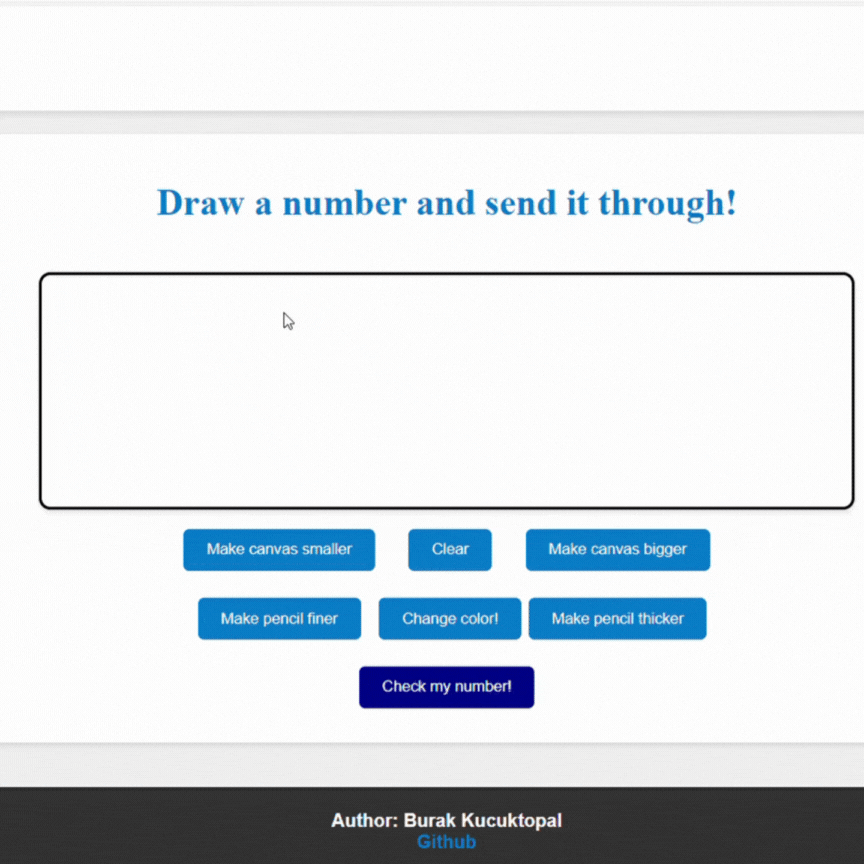 Draw a number and send it through!
Make canvas smaller
Clear
Make canvas bigger
Make pencil finer
Change color!
Make pencil thicker
Check my number!
Author: Burak Kucuktopal
Github